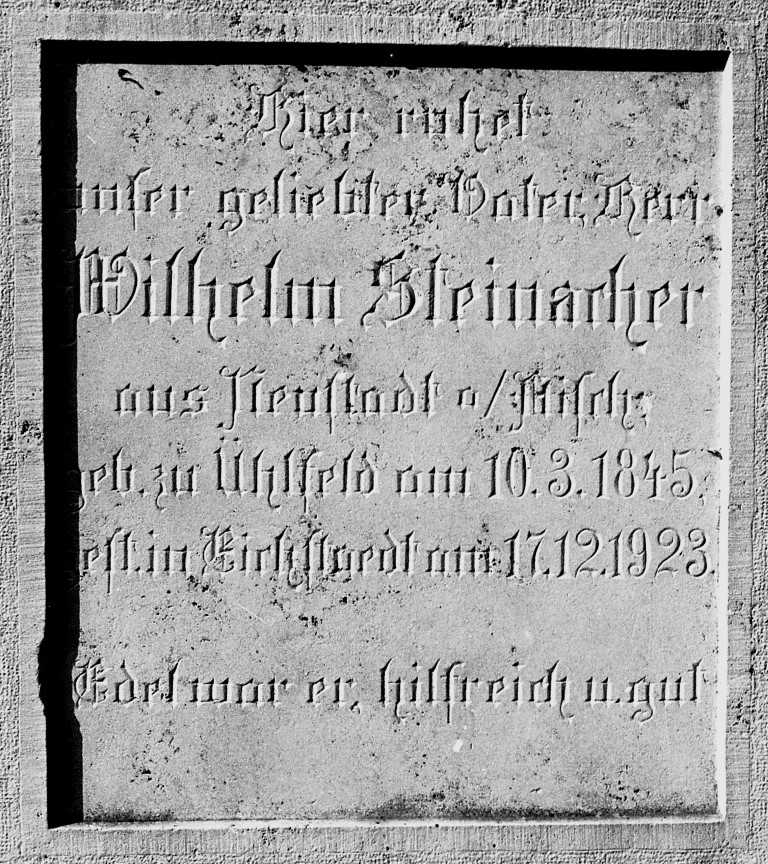 Hier ruhet
unser geliebter Vater, Herr
Wilhelm Steinacher
aus Neustadt a/Aisch,
geb. zu Ühlfeld am 10.3.1845,
gest. in Eichstaedt am 17.12.1923.
Edel war er, hilfreich u. gut